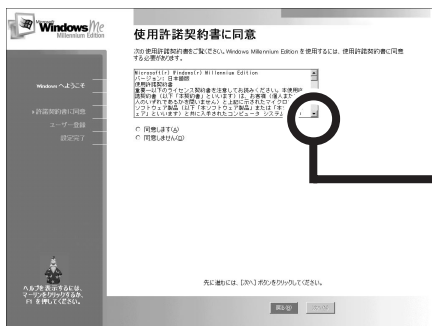 Microsoft Windows Me
Millennium Edition
使用許諾契約書に同意
次の使用許諾契約書をご覧ください。Windows Millennium Edition を使用するには、使用許諾契約書に同意
する必要があります。
Windows へようこそ
許諾契約書に同意
ユーザー登録
設定完了
Microsoft(r) Windows(r) Millennium Edition
バージョン: 日本語版
使用許諾契約書
重要－以下のライセンス契約書を注意してお読みください。本使用許
諾契約書（以下「本契約書」といいます）は、お客様（個人また
人のいずれであるかを問いません）と上記に示されたマイクロ
ソフトウェア製品（以下「本ソフトウェア製品」または「本
ェア」といいます）と共に入手されたコンピュータ システム
同意します(A)
同意しません(D)
先に進むには、[次へ] ボタンをクリックしてください。
ヘルプを表示するには、
マーリンをクリックするか、
F1 を押してください。
戻る(B)
次へ(N)